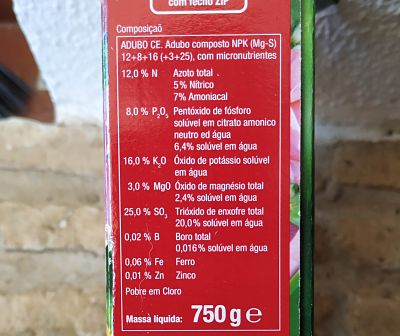 com fecho ZIP
Composição
ADUBO CE. Adubo composto NPK (Mg-S)
12+8+16 (+3+25), com micronutrientes
12,0 % N Azoto total
5% Nítrico
7% Amoniacal
8,0 % P₂O₅ Pentóxido de fósforo
solúvel em citrato amonico
neutro ed água
6,4% solúvel em água
16,0 % K₂O Óxido de potássio solúvel
em água
3,0 % MgO Óxido de magnésio total
2,4% solúvel em água
25,0 % SO₃ Trióxido de enxofre total
20,0% solúvel em água
0,02 % B Boro total
0,016% solúvel em água
0,06 % Fe Ferro
0,01 % Zn Zinco
Pobre em Cloro
Massa líquida: 750 g e